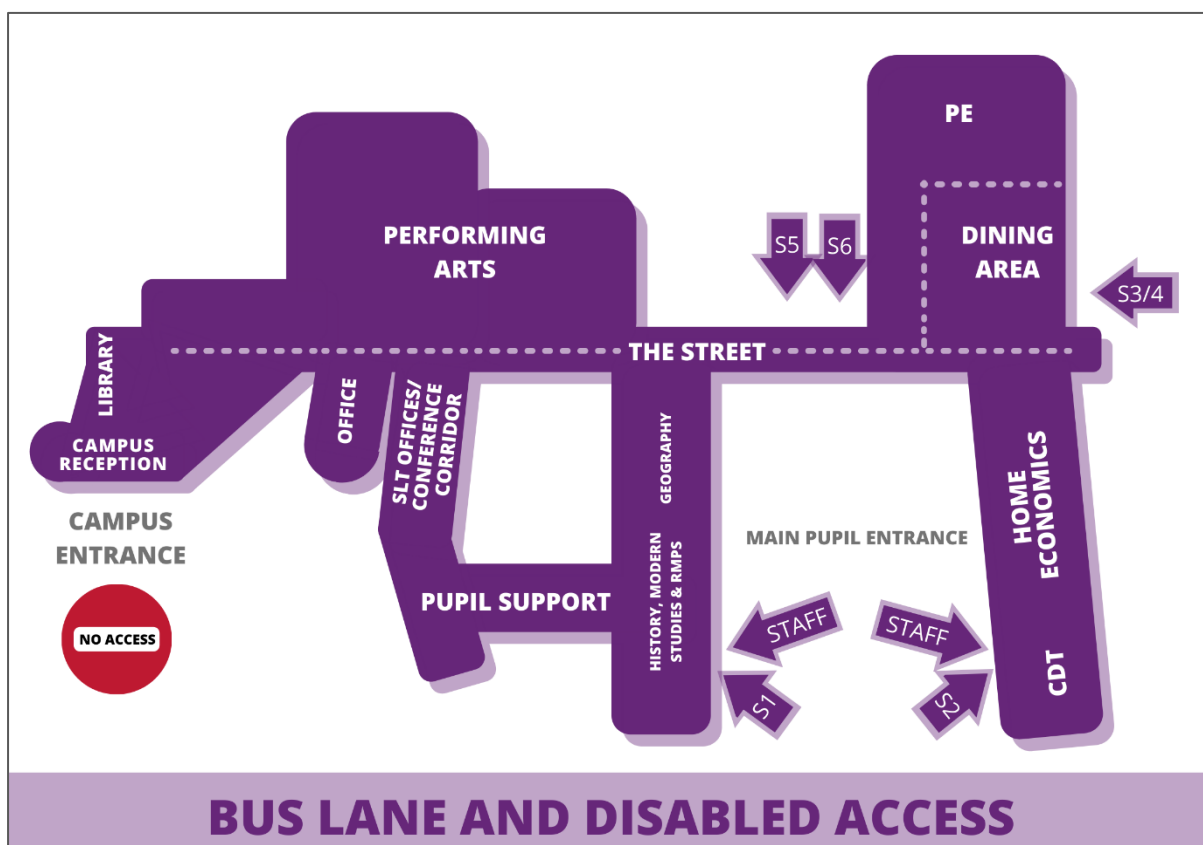 PE
PERFORMING
ARTS
S5
S6
DINING
AREA
S3/4
THE STREET
LIBRARY
OFFICE
SLT OFFICES/
CONFERENCE
CORRIDOR
GEOGRAPHY
CAMPUS
RECEPTION
CAMPUS
ENTRANCE
NO ACCESS
PUPIL SUPPORT
HISTORY, MODERN
STUDIES & RMPS
MAIN PUPIL ENTRANCE
HOME
ECONOMICS
STAFF
STAFF
S1
S2
CDT
BUS LANE AND DISABLED ACCESS